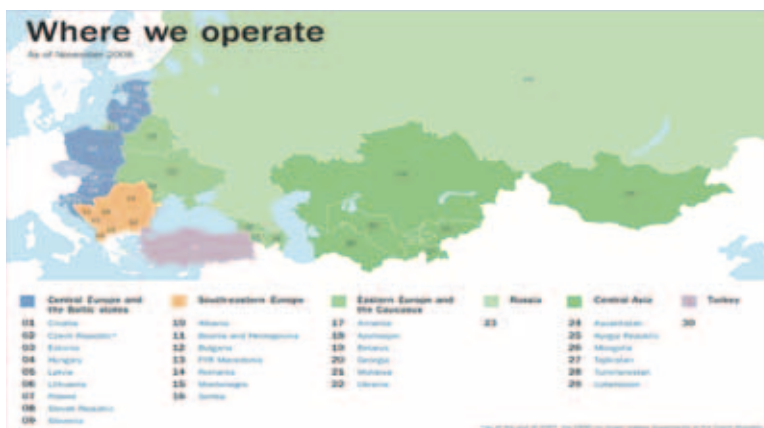 Where we operate
As of November 2008
Central Europe and
the Baltic states
01 Croatia
02 Czech Republic*
03 Estonia
04 Hungary
05 Latvia
06 Lithuania
07 Poland
08 Slovak Republic
09 Slovenia
Southeastern Europe
10 Albania
11 Bosnia and Herzegovina
12 Bulgaria
13 FYR Macedonia
14 Romania
15 Montenegro
16 Serbia
Eastern Europe and
the Caucasus
17 Armenia
18 Azerbaijan
19 Belarus
20 Georgia
21 Moldova
22 Ukraine
Russia
23
Central Asia
24 Kazakhstan
25 Kyrgyz Republic
26 Mongolia
27 Tajikistan
28 Turkmenistan
29 Uzbekistan
Turkey
30